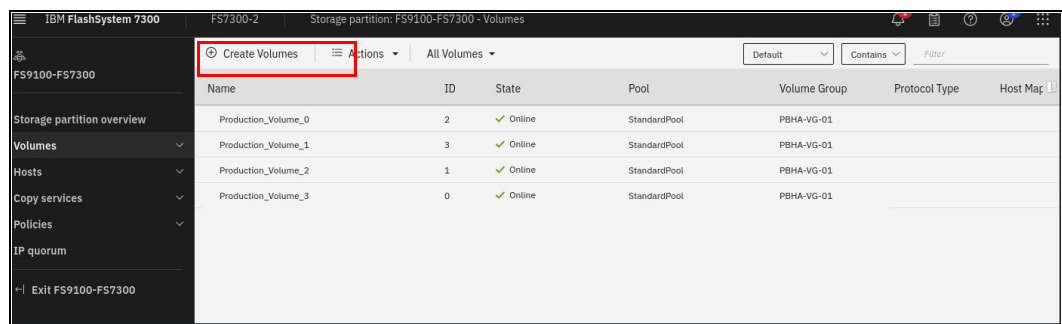 IBM FlashSystem 7300 FS7300-2 Storage partition: FS9100-FS7300 - Volumes
FS9100-FS7300
Storage partition overview
Volumes
Hosts
Copy services
Policies
IP quorum
Exit FS9100-FS7300
Create Volumes Actions All Volumes Default Contains Filter
Name ID State Pool Volume Group Protocol Type Host Map
Production_Volume_0 2 Online StandardPool PBHA-VG-01
Production_Volume_1 3 Online StandardPool PBHA-VG-01
Production_Volume_2 1 Online StandardPool PBHA-VG-01
Production_Volume_3 0 Online StandardPool PBHA-VG-01